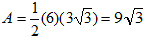 A = 1/2 (6)(3√3) = 9√3